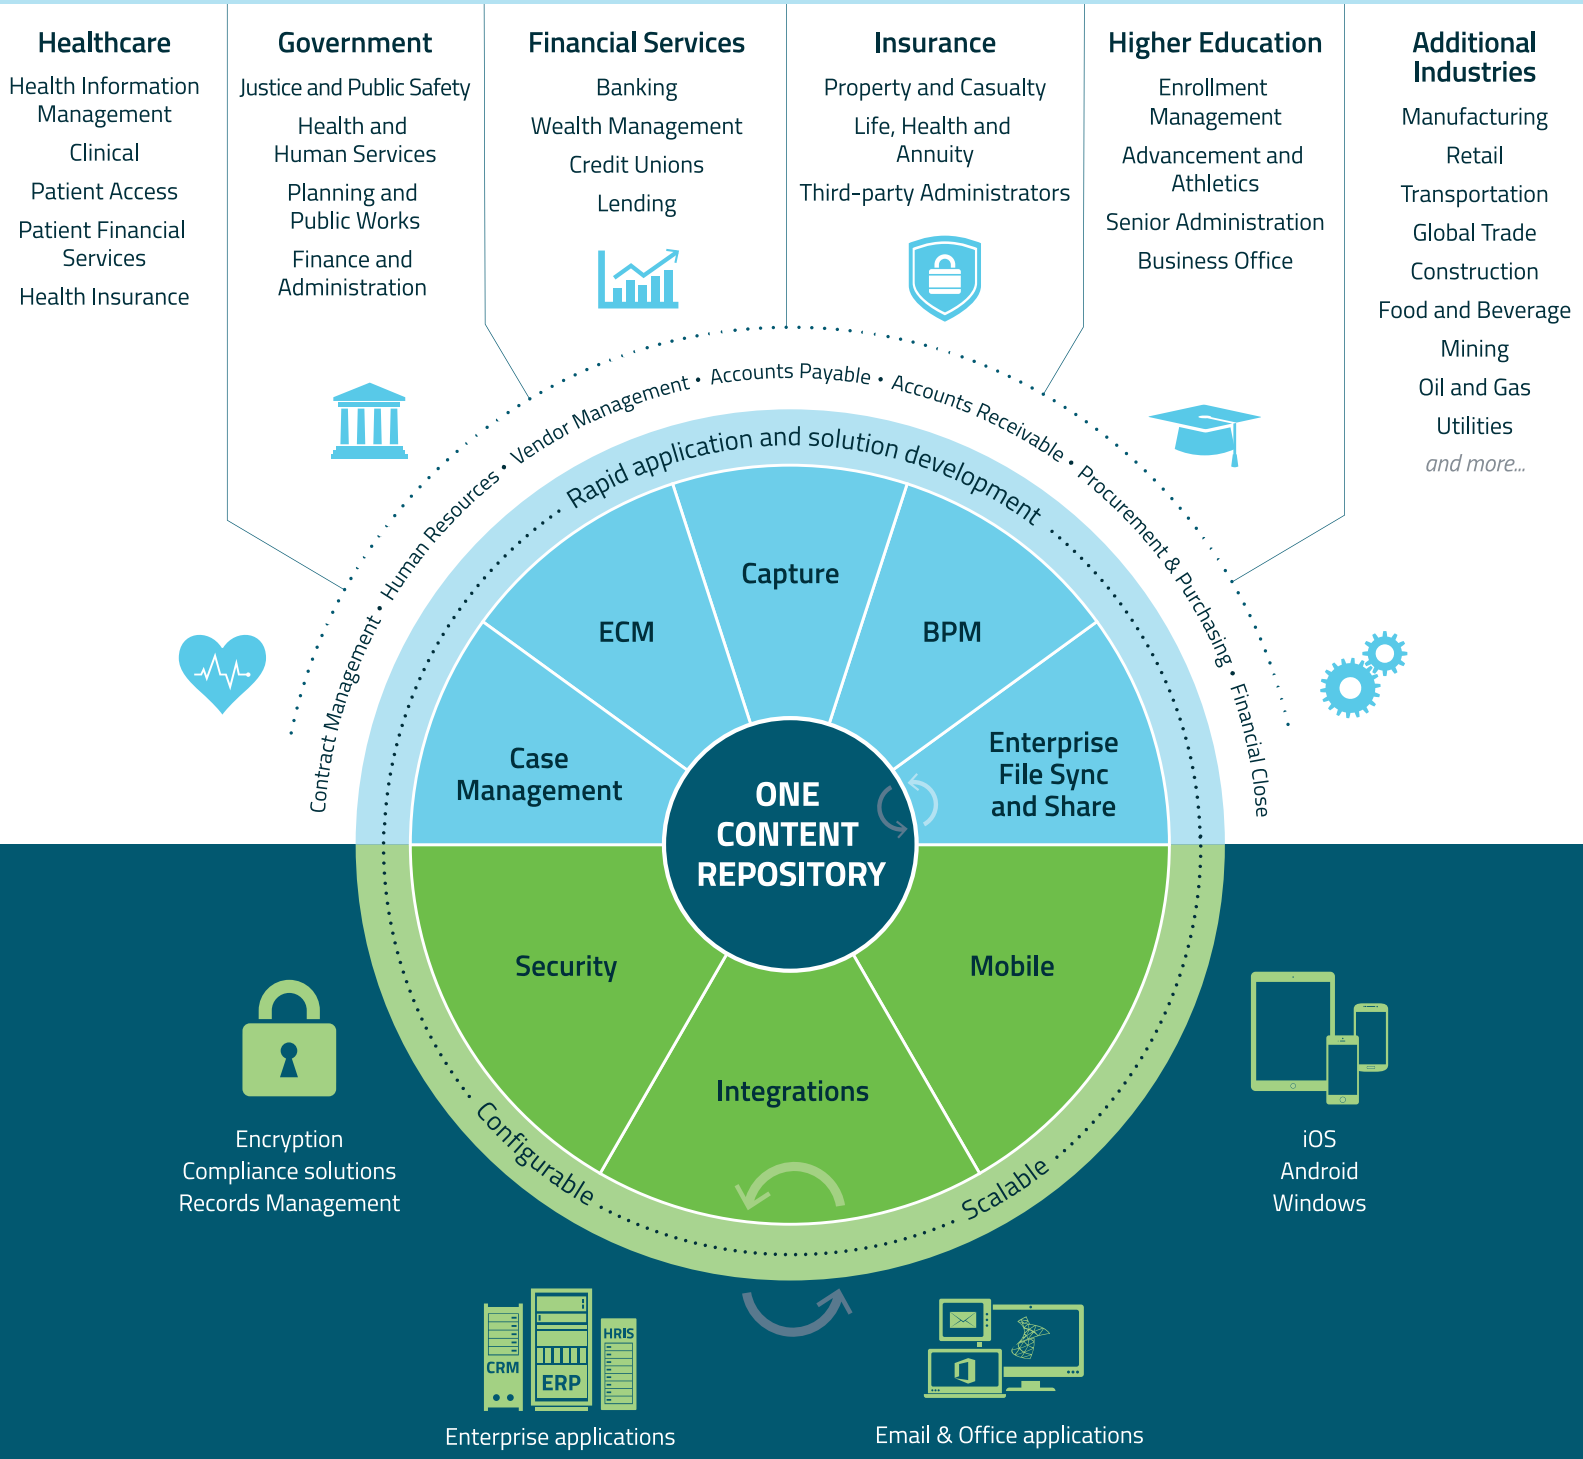 Healthcare
Health Information
Management
Clinical
Patient Access
Patient Financial
Services
Health Insurance
Government
Justice and Public Safety
Health and
Human Services
Planning and
Public Works
Finance and
Administration
Financial Services
Banking
Wealth Management
Credit Unions
Lending
Insurance
Property and Casualty
Life, Health and
Annuity
Third-party Administrators
Higher Education
Enrollment
Management
Advancement and
Athletics
Senior Administration
Business Office
Additional
Industries
Manufacturing
Retail
Transportation
Global Trade
Construction
Food and Beverage
Mining
Oil and Gas
Utilities
and more...
Contract Management • Human Resources • Vendor Management • Accounts Payable • Accounts Receivable • Procurement & Purchasing • Financial Close
Rapid application and solution development
Case
Management
ECM
Capture
BPM
Enterprise
File Sync
and Share
ONE
CONTENT
REPOSITORY
Security
Integrations
Mobile
Configurable
Scalable
Encryption
Compliance solutions
Records Management
iOS
Android
Windows
CRM
ERP
HRIS
Enterprise applications
Email & Office applications